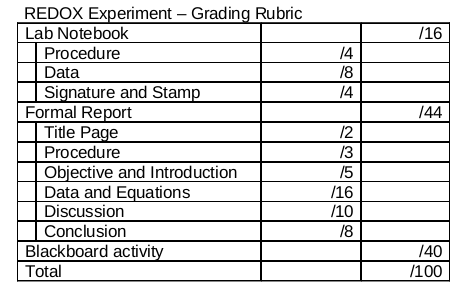 REDOX Experiment – Grading Rubric
Lab Notebook /16
Procedure /4
Data /8
Signature and Stamp /4
Formal Report /44
Title Page /2
Procedure /3
Objective and Introduction /5
Data and Equations /16
Discussion /10
Conclusion /8
Blackboard activity /40
Total /100